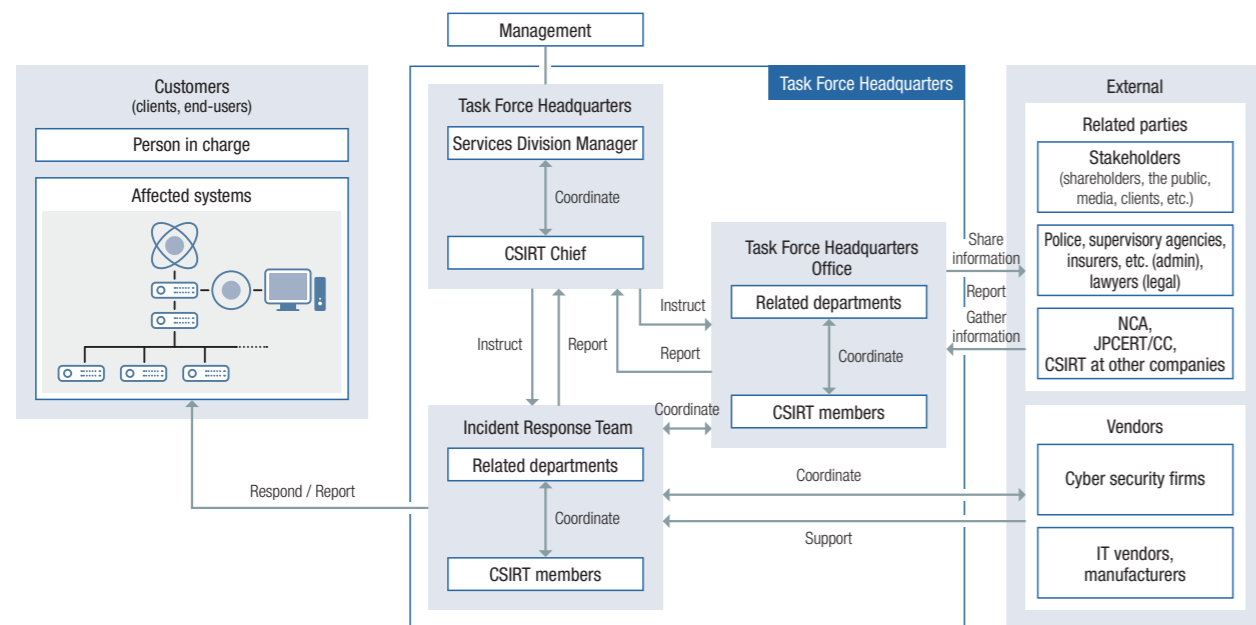 Management
Customers
(clients, end-users)
Person in charge
Affected systems
Respond / Report
Task Force Headquarters
Task Force Headquarters
Services Division Manager
Coordinate
CSIRT Chief
Instruct
Report
Instruct
Report
Task Force Headquarters
Office
Related departments
Coordinate
CSIRT members
Coordinate
Incident Response Team
Related departments
Coordinate
CSIRT members
Share
information
Report
Gather
information
Coordinate
Support
External
Related parties
Stakeholders
(shareholders, the public,
media, clients, etc.)
Police, supervisory agencies,
insurers, etc. (admin),
lawyers (legal)
NCA,
JPCERT/CC,
CSIRT at other companies
Vendors
Cyber security firms
IT vendors,
manufacturers